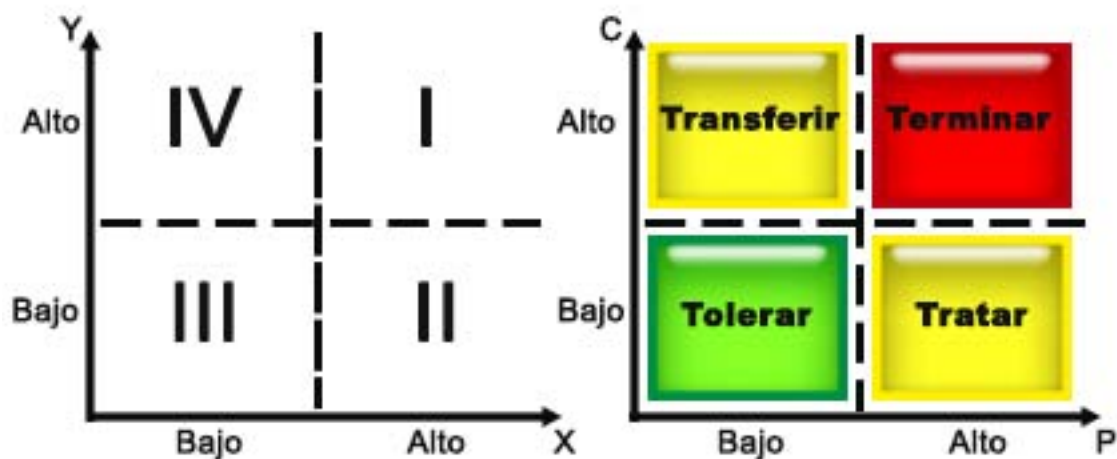 Y
Alto
IV
I
Bajo
III
II
Bajo
Alto
X
C
Alto
Transferir
Terminar
Bajo
Tolerar
Tratar
Bajo
Alto
P